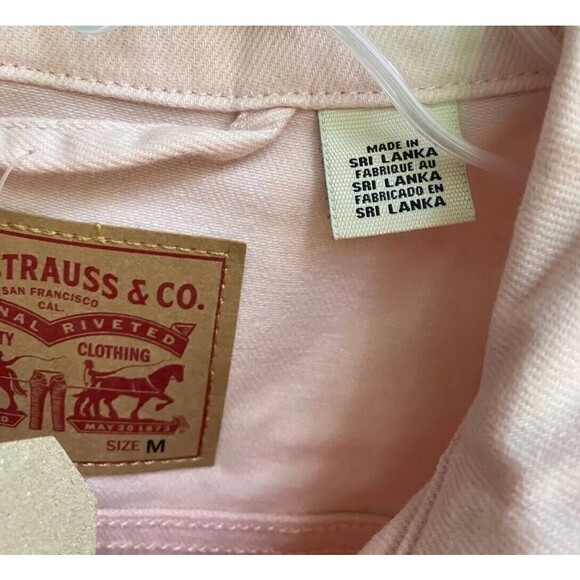 MADE IN
SRI LANKA
FABRIQUE AU
SRI LANKA
FABRICADO EN
SRI LANKA
STRAUSS & CO.
SAN FRANCISCO
CAL.
NAL RIVETED
TY CLOTHING
MAY 20 1873
SIZE M